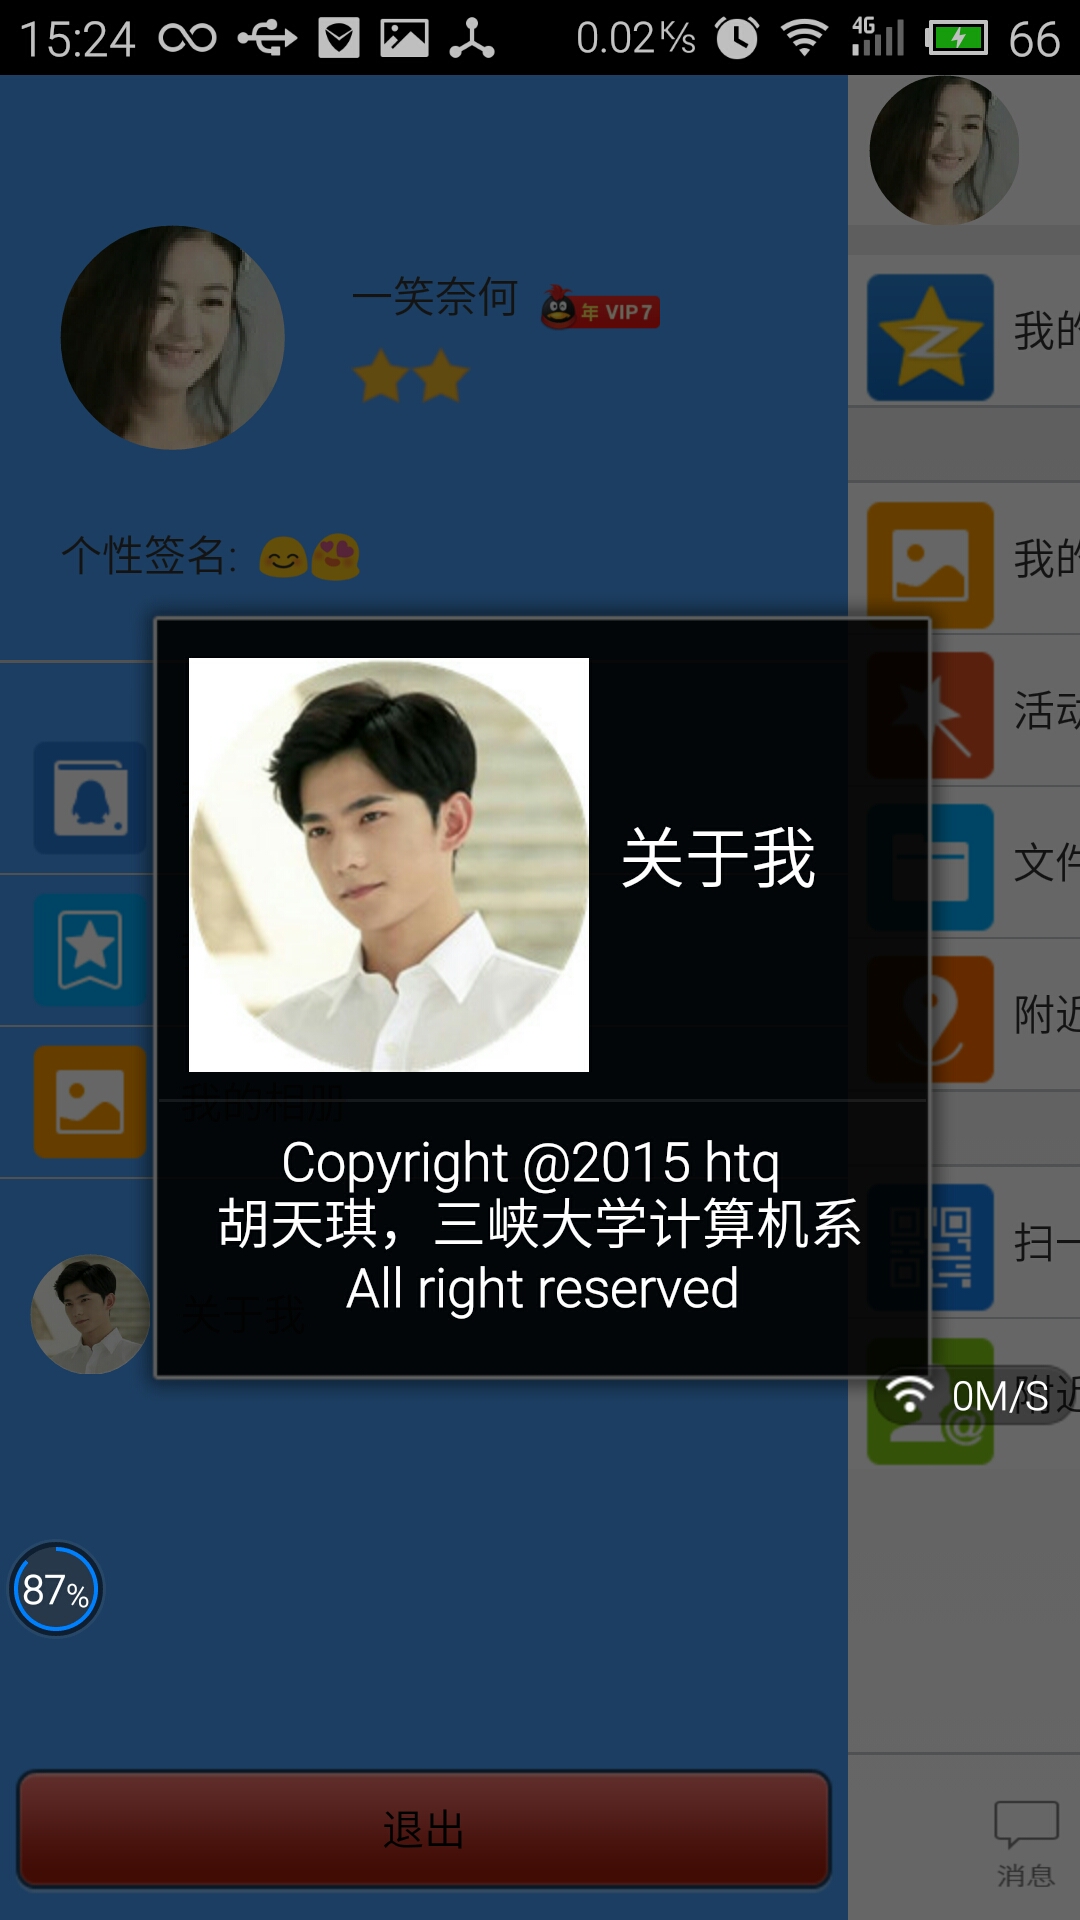 15:24
0.02K/s
4G
66
一笑奈何
年 VIP7
个性签名:
我的
我的
活动
文件
附近
扫一
附近
关于我
我的相册
Copyright @2015 htq
胡天琪，三峡大学计算机系
All right reserved
关于我
0M/S
87%
退出
消息